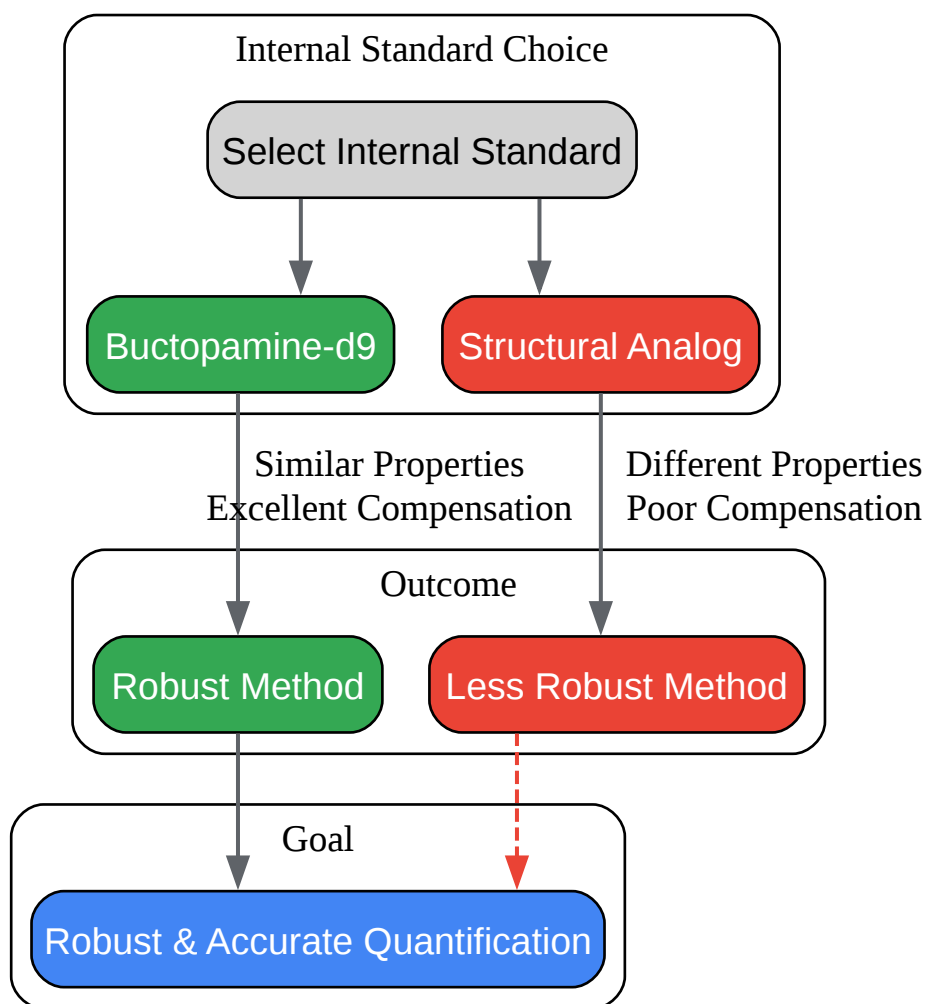 Internal Standard Choice
Select Internal Standard
Buctopamine-d9
Structural Analog
Similar Properties
Excellent Compensation
Different Properties
Poor Compensation
Outcome
Robust Method
Less Robust Method
Goal
Robust & Accurate Quantification